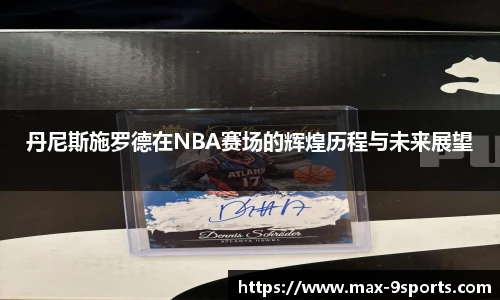 丹尼斯施罗德在NBA赛场的辉煌历程与未来展望
ATLANTA
17
Dennis Schröder
ATLANTA HAWKS
https://www.max-9sports.com